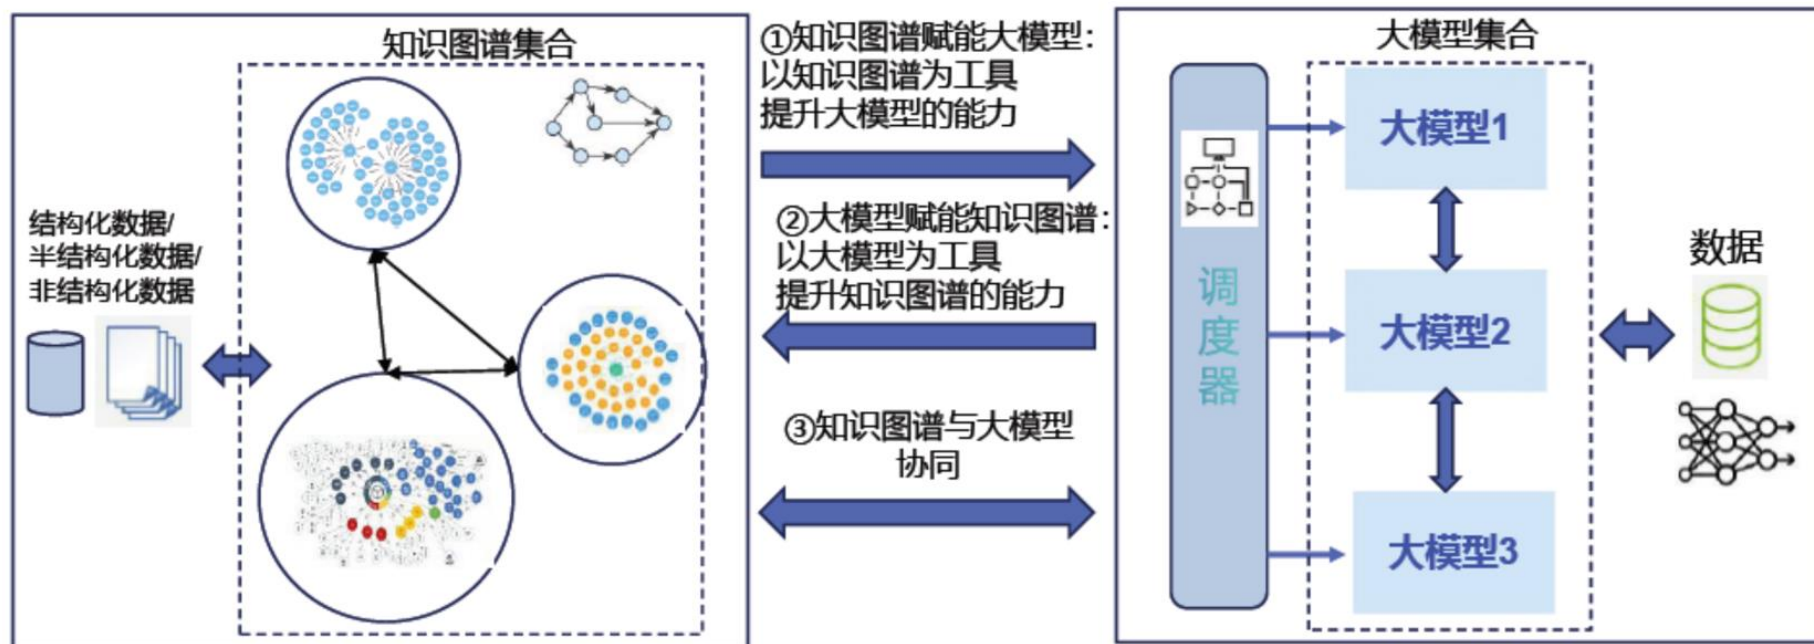 知识图谱集合
结构化数据/
半结构化数据/
非结构化数据
①知识图谱赋能大模型：
以知识图谱为工具
提升大模型的能力
②大模型赋能知识图谱：
以大模型为工具
提升知识图谱的能力
③知识图谱与大模型
协同
大模型集合
调
度
器
大模型1
大模型2
大模型3
数据